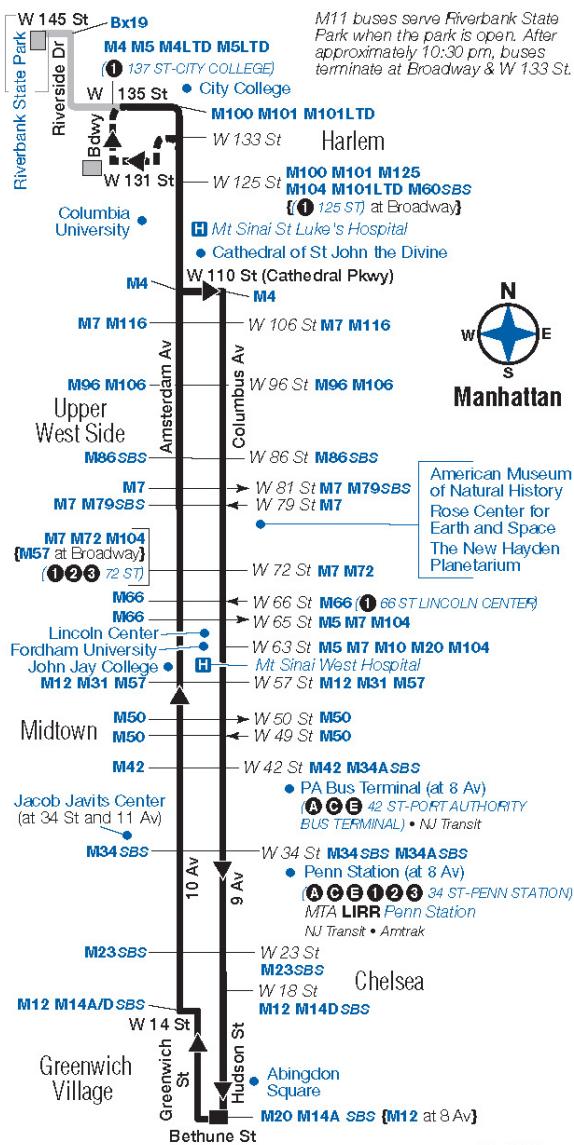 W 145 St
Bx19
M11 buses serve Riverbank State
Park when the park is open. After
approximately 10:30 pm, buses
terminate at Broadway & W 133 St.
Riverbank State Park
Riverside Dr
M4 M5 M4LTD M5LTD
(1 137 ST-CITY COLLEGE)
City College
W 135 St
M100 M101 M101LTD
Bdwy
W 133 St
Harlem
W 131 St
W 125 St
M100 M101 M125
M104 M101LTD M60SBS
{(1 125 ST) at Broadway}
Columbia
University
H Mt Sinai St Luke's Hospital
Cathedral of St John the Divine
W 110 St (Cathedral Pkwy)
M4
M4
N
W E
S
Manhattan
M7 M116
W 106 St M7 M116
Amsterdam Av
Columbus Av
M96 M106
W 96 St M96 M106
Upper
West Side
M86SBS
W 86 St M86SBS
M7
W 81 St M7 M79SBS
M7 M79SBS
W 79 St M7
American Museum
of Natural History
Rose Center for
Earth and Space
The New Hayden
Planetarium
M7 M72 M104
{M57 at Broadway}
(1 2 3 72 ST)
W 72 St M7 M72
M66
W 66 St M66 (1 66 ST LINCOLN CENTER)
M66
W 65 St M5 M7 M104
Lincoln Center
Fordham University
W 63 St M5 M7 M10 M20 M104
John Jay College
H Mt Sinai West Hospital
M12 M31 M57
W 57 St M12 M31 M57
Midtown
M50
W 50 St M50
M50
W 49 St M50
M42
W 42 St M42 M34ASBS
PA Bus Terminal (at 8 Av)
(A C E 42 ST-PORT AUTHORITY
BUS TERMINAL) • NJ Transit
Jacob Javits Center
(at 34 St and 11 Av)
M34SBS
W 34 St M34SBS M34ASBS
Penn Station (at 8 Av)
(A C E 1 2 3 34 ST-PENN STATION)
MTA LIRR Penn Station
NJ Transit • Amtrak
10 Av
9 Av
M23SBS
W 23 St
M23SBS
Chelsea
W 18 St
M12 M14A/D SBS
M12 M14D SBS
W 14 St
Greenwich
Village
Greenwich
St
Hudson St
Abingdon
Square
M20 M14A SBS {M12 at 8 Av}
Bethune St